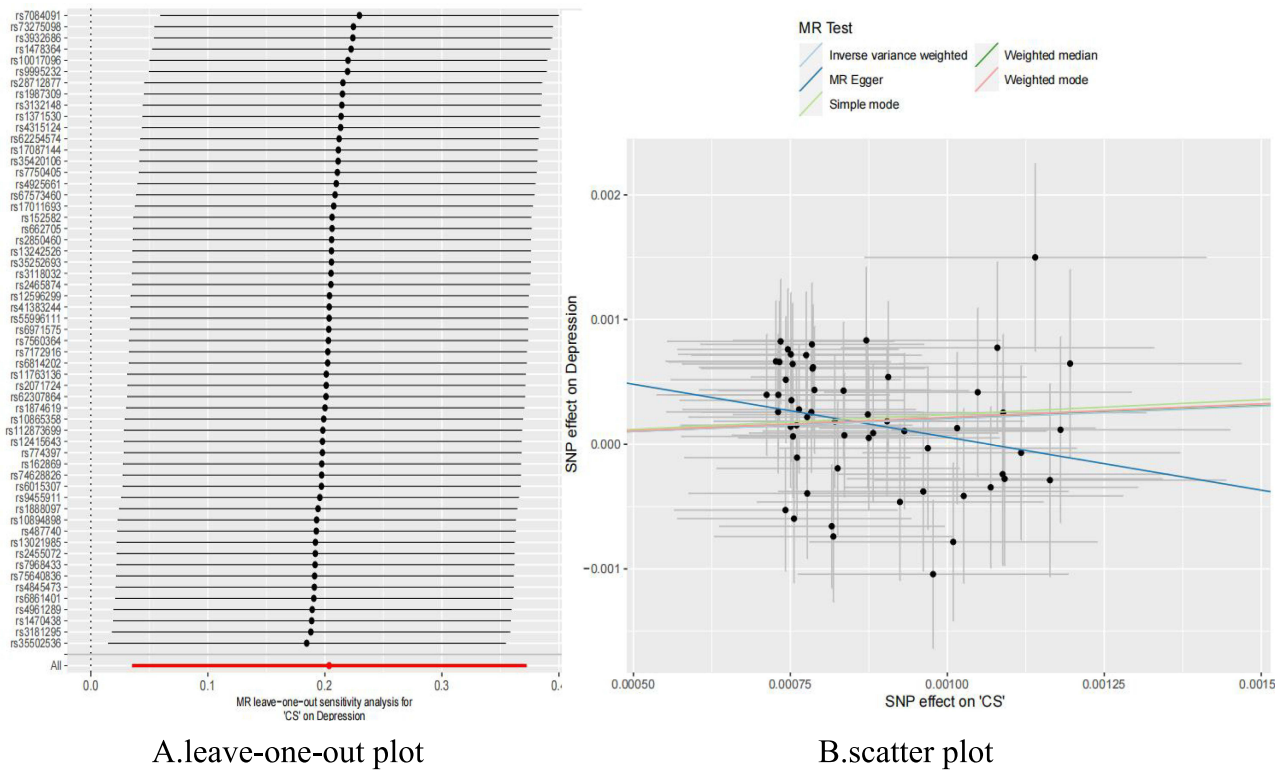 rs7084091
rs73275098
rs3932686
rs1478364
rs10017096
rs9995232
rs28712877
rs1987309
rs3132148
rs1371530
rs4315124
rs62254574
rs17087144
rs35420106
rs7750405
rs4925661
rs67573460
rs17011693
rs152582
rs662705
rs2850460
rs13242526
rs35252693
rs3118032
rs2465874
rs12596299
rs41383244
rs55996111
rs6971575
rs7560364
rs7172916
rs6814202
rs11763136
rs2071724
rs62307864
rs1874619
rs10865358
rs112873699
rs12415643
rs774397
rs162869
rs74628826
rs6015307
rs9455911
rs1888097
rs10894898
rs487740
rs13021985
rs2455072
rs7968433
rs75640836
rs4845473
rs6861401
rs4961289
rs1470438
rs3181295
rs35502536
All
0.0 0.1 0.2 0.3
MR leave−one−out sensitivity analysis for
'CS' on Depression
A.leave-one-out plot
MR Test
Inverse variance weighted Weighted median
MR Egger Weighted mode
Simple mode
SNP effect on Depression
0.002
0.001
0.000
−0.001
0.00050 0.00075 0.00100 0.00125 0.0015
SNP effect on 'CS'
B.scatter plot